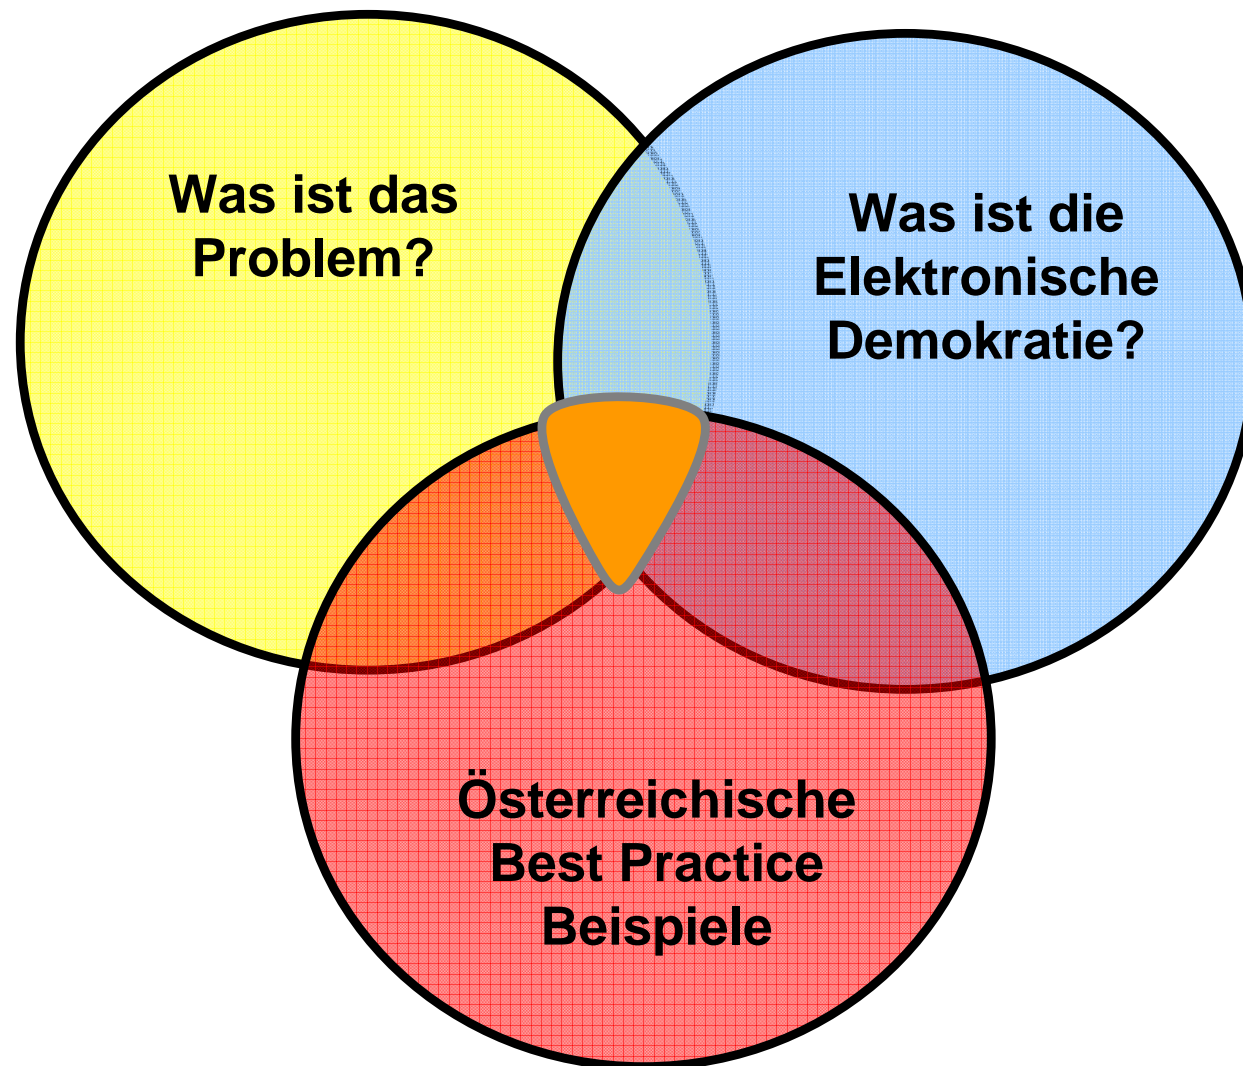 Was ist das
Problem?
Was ist die
Elektronische
Demokratie?
Österreichische
Best Practice
Beispiele